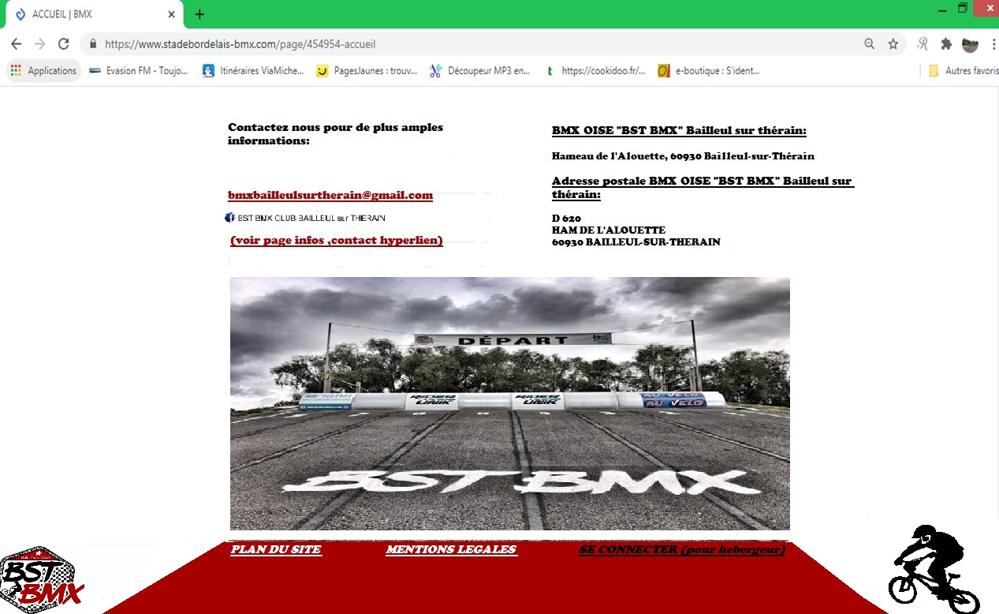 ACCUEIL | BMX
https://www.stadebordelais-bmx.com/page/454954-accueil
Applications
Evasion FM - Toujo...
Itinéraires ViaMiche...
PagesJaunes : trouv...
Découpeur MP3 en...
https://cookidoo.fr/...
e-boutique : S'ident...
Autres favoris
Contactez nous pour de plus amples
informations:
bmxbailleulsurtherain@gmail.com
BST BMX CLUB BAILLEUL sur THERAIN
(voir page infos ,contact hyperlien)
BMX OISE "BST BMX" Bailleul sur thérain:
Hameau de l'Alouette, 60930 Bailleul-sur-Thérain
Adresse postale BMX OISE "BST BMX" Bailleul sur
thérain:
D 620
HAM DE L'ALOUETTE
60930 BAILLEUL-SUR-THERAIN
DÉPART
RIDER
UNIR
RIDER
UNIR
AU VELO
AU VELO
BST BMX
PLAN DU SITE
MENTIONS LEGALES
SE CONNECTER (pour hebergeur)
BST
BMX